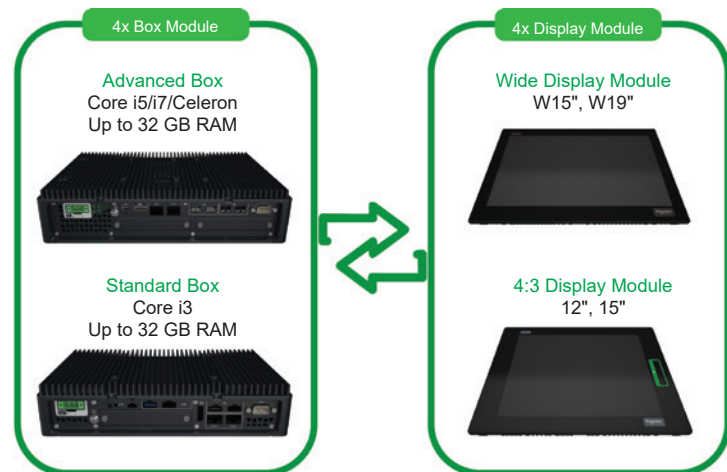 4x Box Module
Advanced Box
Core i5/i7/Celeron
Up to 32 GB RAM
Standard Box
Core i3
Up to 32 GB RAM
4x Display Module
Wide Display Module
W15", W19"
4:3 Display Module
12", 15"